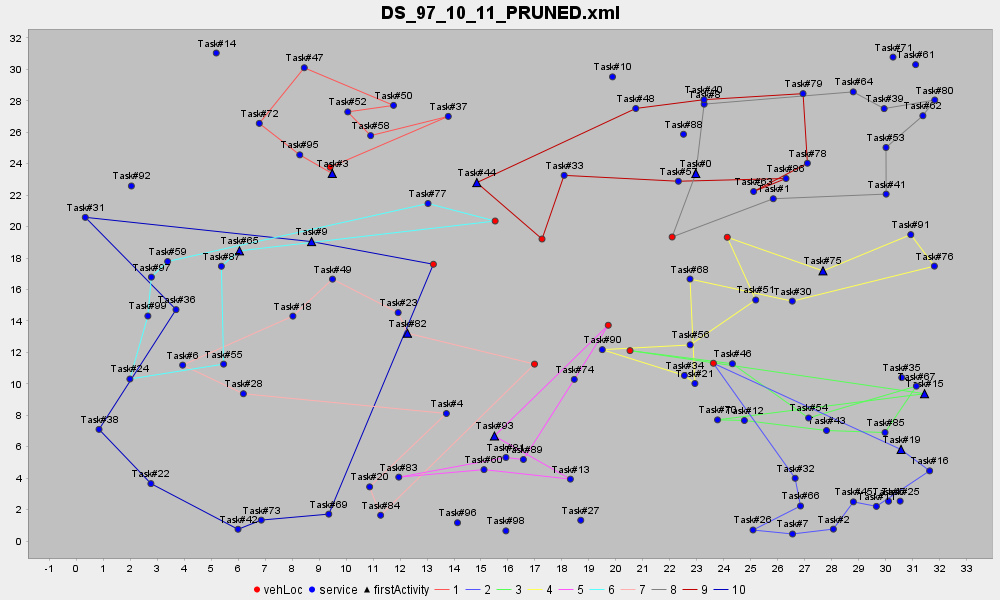 DS_97_10_11_PRUNED.xml
32
30
28
26
24
22
20
18
16
14
12
10
8
6
4
2
0
Task#14
Task#47
Task#10
Task#71
Task#61
Task#50
Task#52
Task#37
Task#48
Task#40
Task#8
Task#79
Task#64
Task#39
Task#80
Task#62
Task#72
Task#58
Task#88
Task#95
Task#3
Task#53
Task#92
Task#44
Task#33
Task#57
Task#0
Task#78
Task#86
Task#63
Task#1
Task#41
Task#31
Task#77
Task#9
Task#65
Task#59
Task#87
Task#97
Task#91
Task#75
Task#76
Task#49
Task#68
Task#99
Task#36
Task#18
Task#23
Task#82
Task#51
Task#30
Task#6
Task#55
Task#24
Task#28
Task#90
Task#56
Task#74
Task#34
Task#21
Task#46
Task#35
Task#67
Task#15
Task#38
Task#4
Task#70
Task#12
Task#54
Task#43
Task#85
Task#93
Task#81
Task#89
Task#19
Task#22
Task#20
Task#83
Task#60
Task#13
Task#32
Task#16
Task#42
Task#73
Task#69
Task#84
Task#96
Task#98
Task#27
Task#66
Task#26
Task#7
Task#2
Task#45
Task#25
-1 0 1 2 3 4 5 6 7 8 9 10 11 12 13 14 15 16 17 18 19 20 21 22 23 24 25 26 27 28 29 30 31 32 33
vehLoc service firstActivity 1 2 3 4 5 6 7 8 9 10